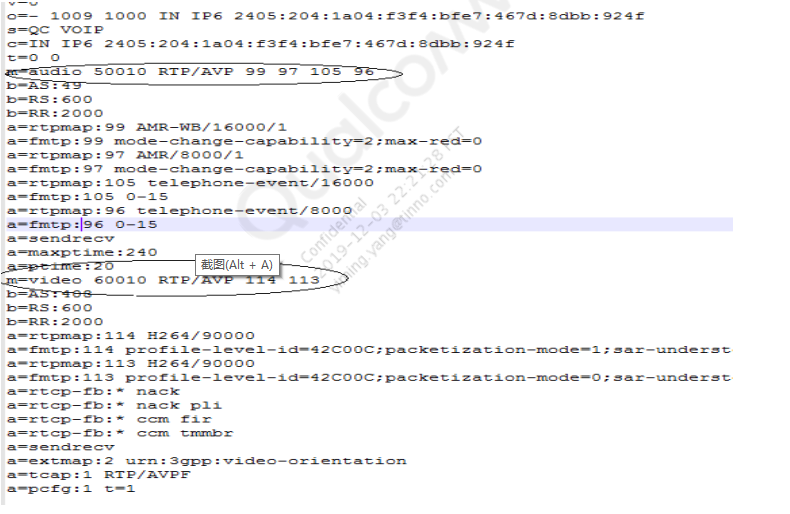 v=0
o=- 1009 1000 IN IP6 2405:204:1a04:f3f4:bfe7:467d:8dbb:924f
s=QC VOIP
c=IN IP6 2405:204:1a04:f3f4:bfe7:467d:8dbb:924f
t=0 0
m=audio 50010 RTP/AVP 99 97 105 96
b=AS:49
b=RS:600
b=RR:2000
a=rtpmap:99 AMR-WB/16000/1
a=fmtp:99 mode-change-capability=2;max-red=0
a=rtpmap:97 AMR/8000/1
a=fmtp:97 mode-change-capability=2;max-red=0
a=rtpmap:105 telephone-event/16000
a=fmtp:105 0-15
a=rtpmap:96 telephone-event/8000
a=fmtp:96 0-15
a=sendrecv
a=maxptime:240
a=ptime:20
截图(Alt + A)
m=video 60010 RTP/AVP 114 113
b=AS:408
b=RS:600
b=RR:2000
a=rtpmap:114 H264/90000
a=fmtp:114 profile-level-id=42C00C;packetization-mode=1;sar-underst
a=rtpmap:113 H264/90000
a=fmtp:113 profile-level-id=42C00C;packetization-mode=0;sar-underst
a=rtcp-fb:* nack
a=rtcp-fb:* nack pli
a=rtcp-fb:* ccm fir
a=rtcp-fb:* ccm tmmbr
a=sendrecv
a=extmap:2 urn:3gpp:video-orientation
a=tcap:1 RTP/AVPF
a=pcfg:1 t=1
Qualcomm
Confidential
2019-12-03 22:21:28